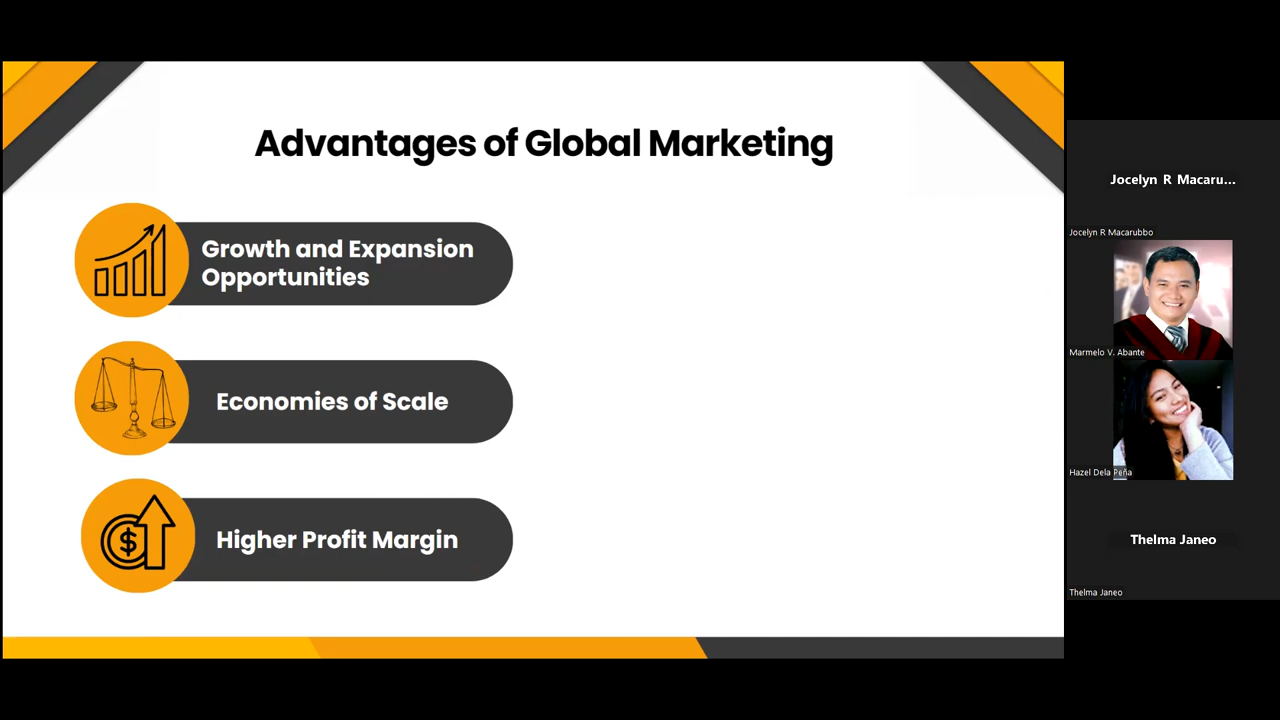 Advantages of Global Marketing
Growth and Expansion
Opportunities
Economies of Scale
$
Higher Profit Margin
Jocelyn R Macaru...
Jocelyn R Macarubbo
Marmelo V. Abante
Hazel Dela Peña
Thelma Janeo
Thelma Janeo